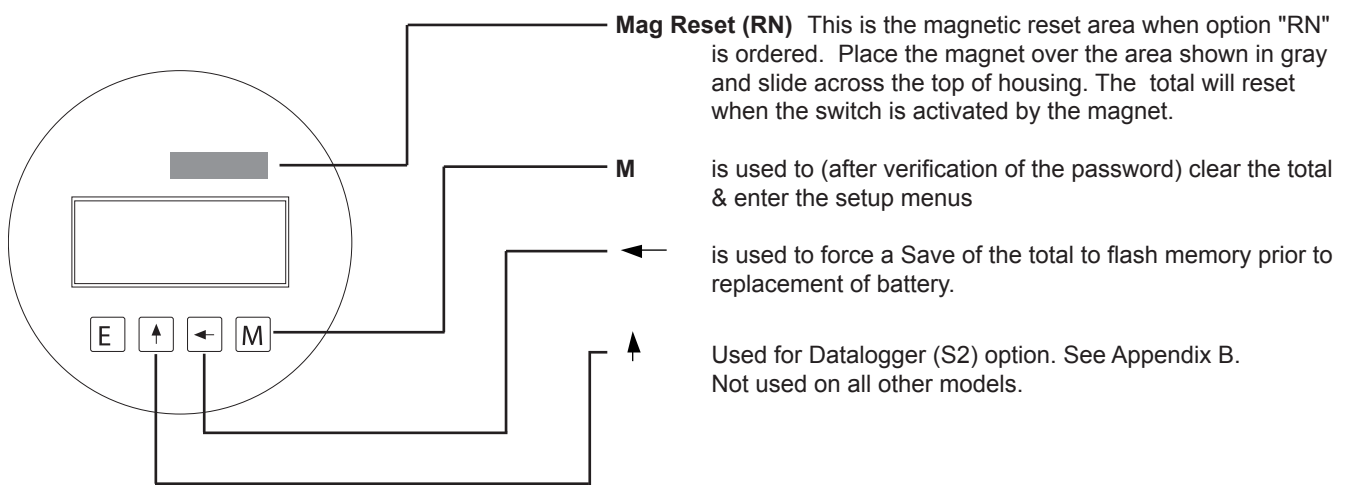 Mag Reset (RN) This is the magnetic reset area when option "RN"
is ordered. Place the magnet over the area shown in gray
and slide across the top of housing. The total will reset
when the switch is activated by the magnet.
M is used to (after verification of the password) clear the total
& enter the setup menus
← is used to force a Save of the total to flash memory prior to
replacement of battery.
E ↑ ← M
↑ Used for Datalogger (S2) option. See Appendix B.
Not used on all other models.